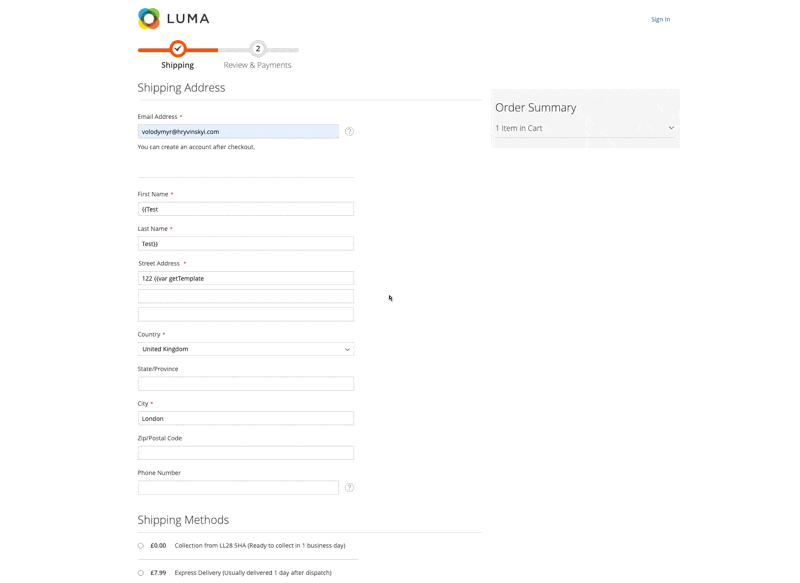 LUMA
Sign In
2
Shipping
Review & Payments
Shipping Address
Order Summary
1 Item in Cart
Email Address *
volodymyr@hryvinskyi.com
?
You can create an account after checkout.
First Name *
{{Test
Last Name *
Test}}
Street Address *
122 {{var getTemplate
Country *
United Kingdom
State/Province
City *
London
Zip/Postal Code
Phone Number
?
Shipping Methods
£0.00 Collection from LL28 5HA (Ready to collect in 1 business day)
£7.99 Express Delivery (Usually delivered 1 day after dispatch)